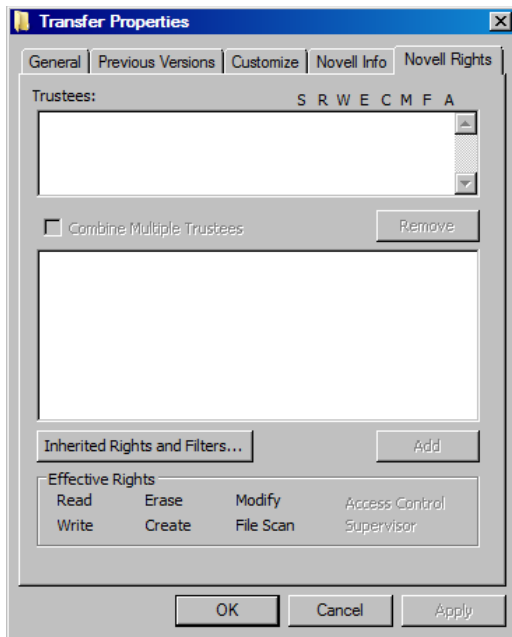 Transfer Properties
General Previous Versions Customize Novell Info Novell Rights
Trustees: S R W E C M F A
Combine Multiple Trustees Remove
Inherited Rights and Filters... Add
Effective Rights
Read Erase Modify Access Control
Write Create File Scan Supervisor
OK Cancel Apply